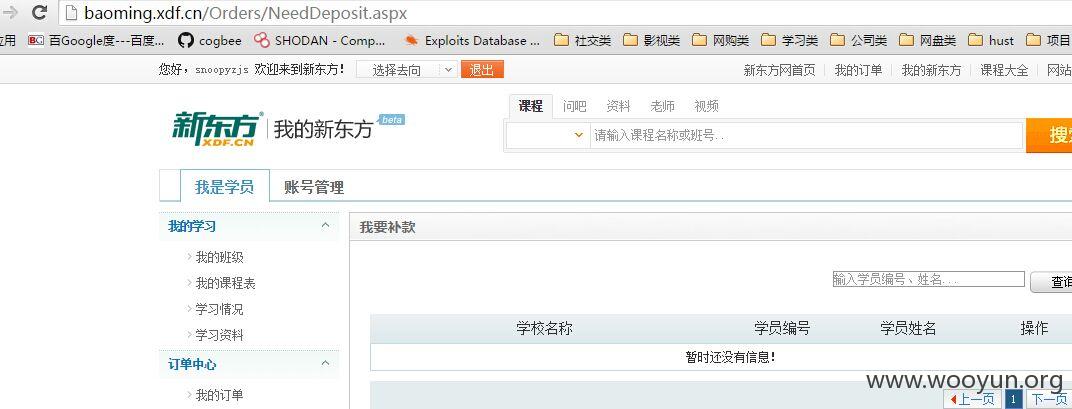 baoming.xdf.cn/Orders/NeedDeposit.aspx
应用 百Google度---百度... cogbee SHODAN - Comp... Exploits Database ... 社交类 影视类 网购类 学习类 公司类 网盘类 hust 项目
您好，snoopyzjs 欢迎来到新东方！ 选择去向 退出 新东方网首页 我的订单 我的新东方 课程大全 网站
课程 问吧 资料 老师 视频
新东方 XDF.CN 我的新东方 beta
请输入课程名称或班号.. 搜索
我是学员 账号管理
我的学习 我要补款
我的班级
输入学员编号、姓名... 查询
我的课程表
学习情况
学校名称 学员编号 学员姓名 操作
学习资料
暂时还没有信息！
订单中心
我的订单
www.wooyun.org
上一页 1 下一页